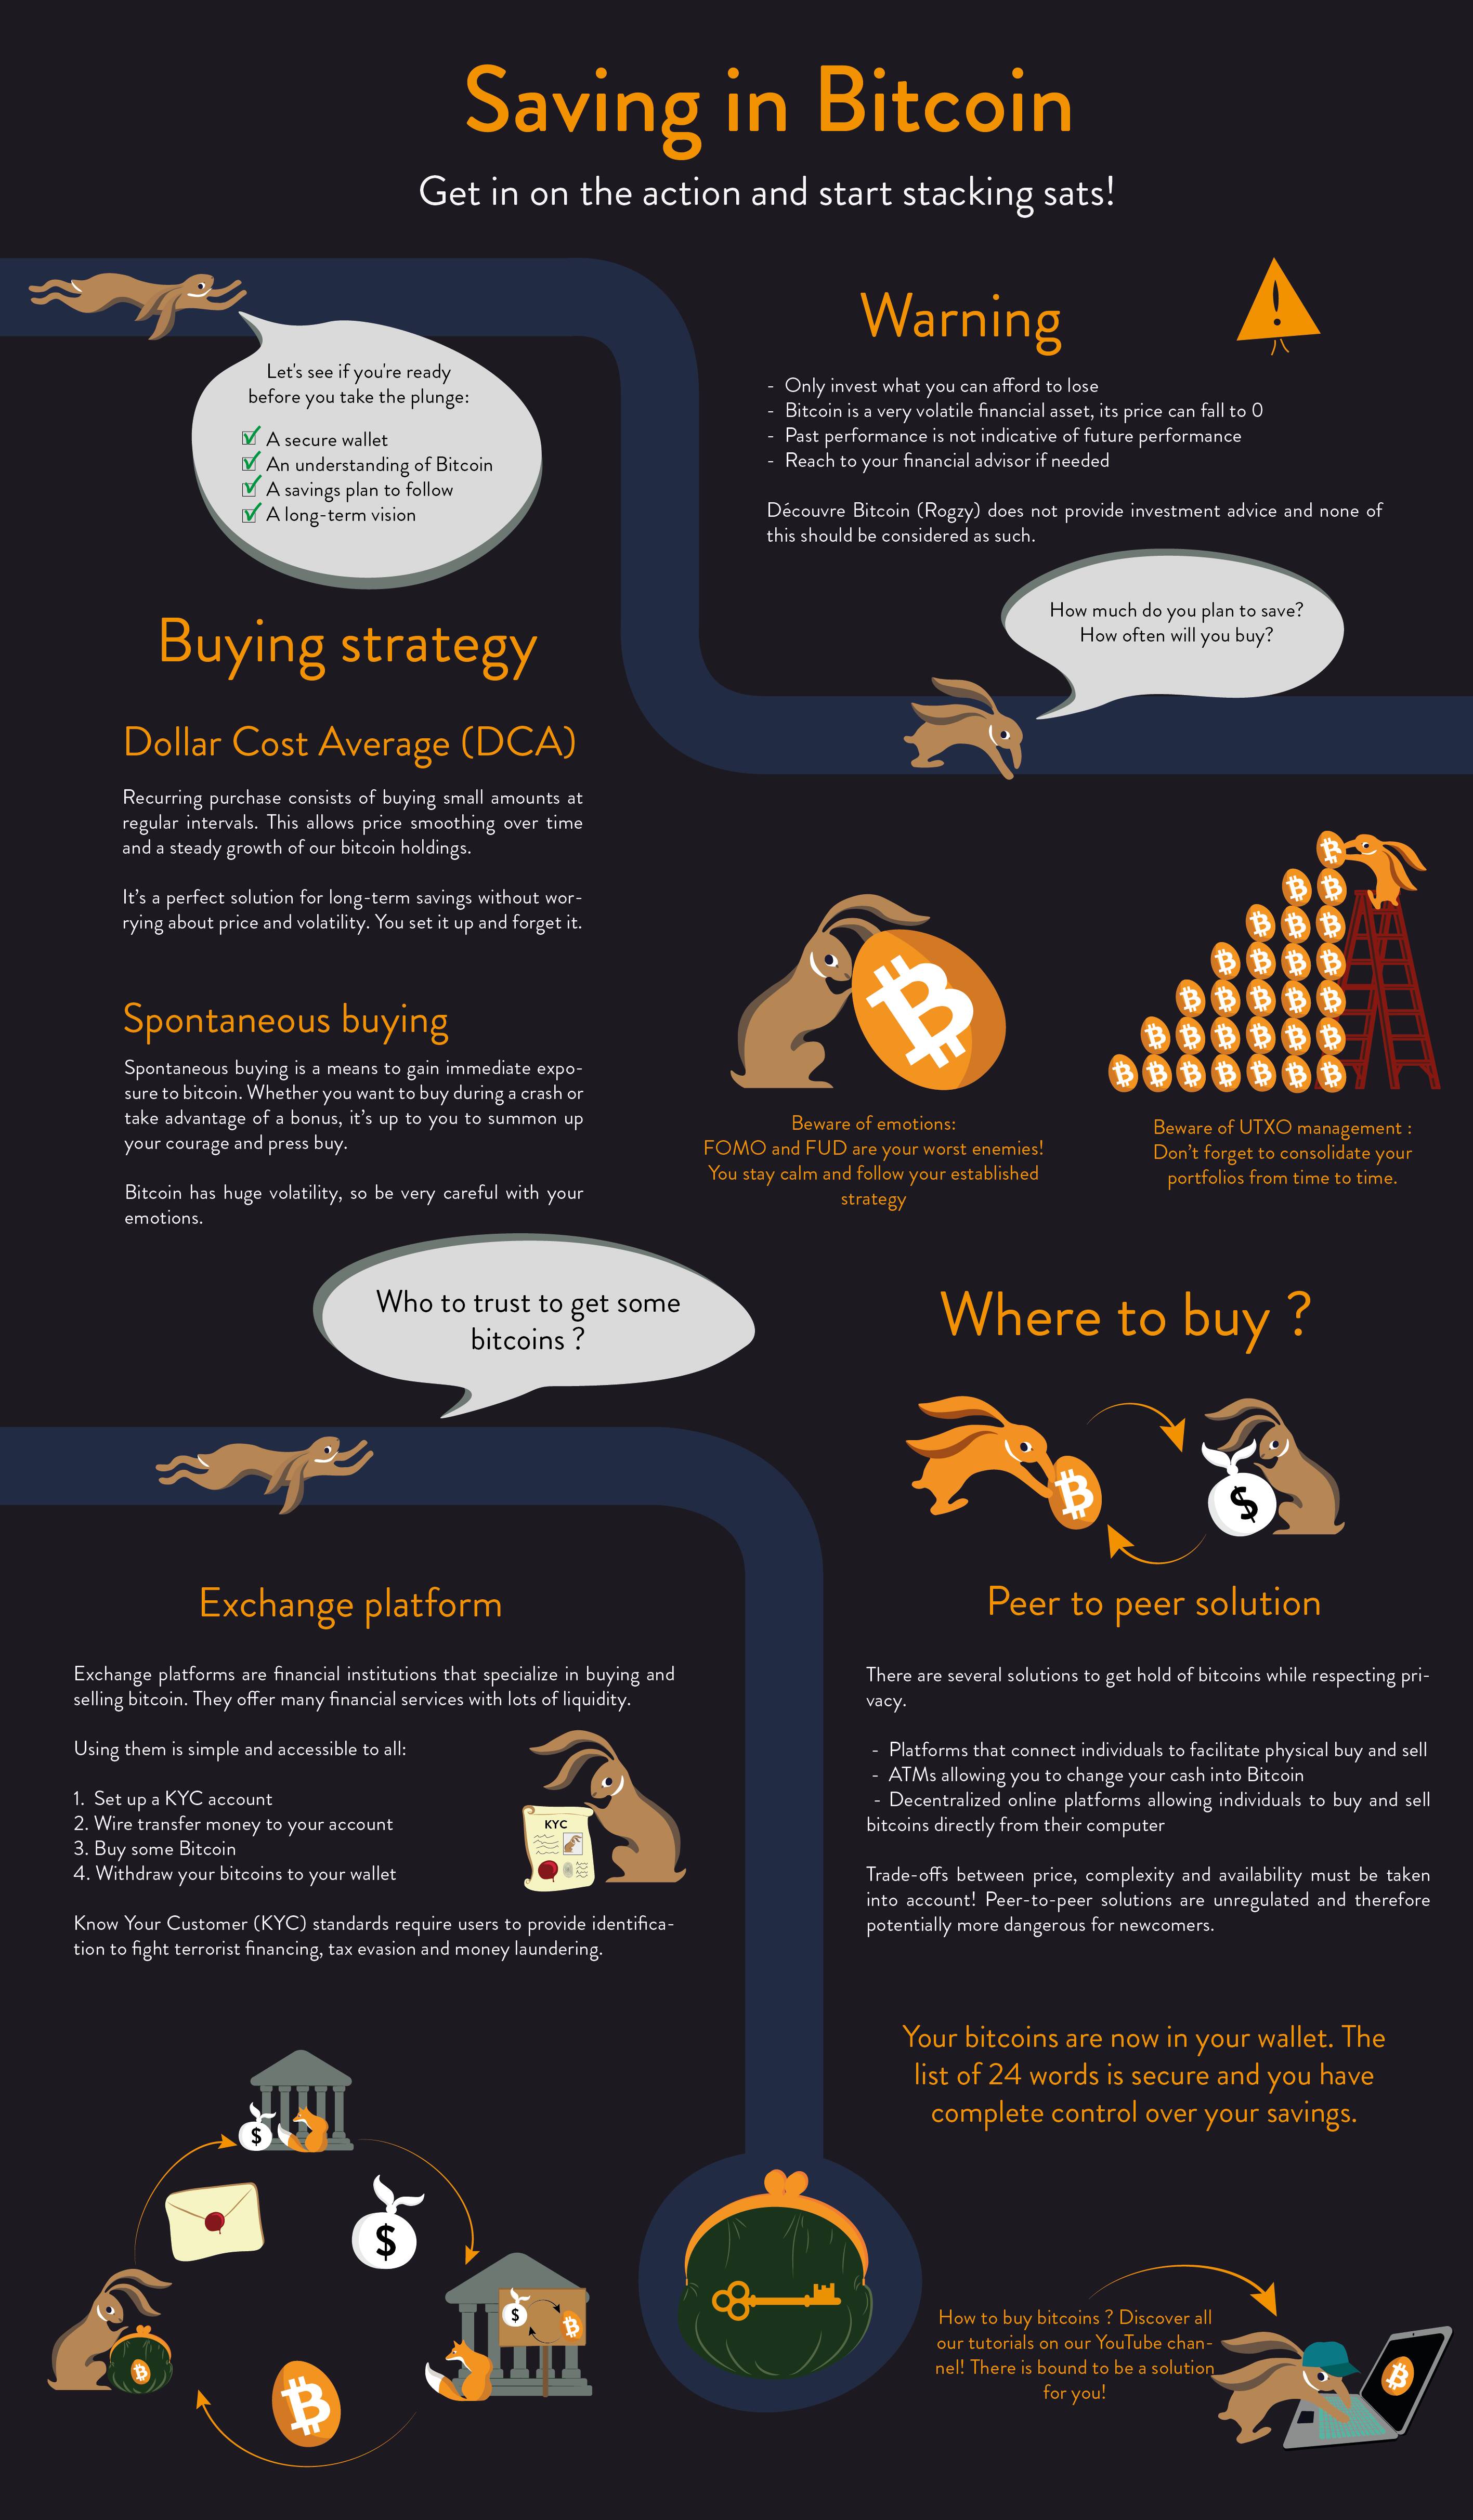 Saving in Bitcoin
Get in on the action and start stacking sats!
Let's see if you're ready
before you take the plunge:
A secure wallet
An understanding of Bitcoin
A savings plan to follow
A long-term vision
Warning
- Only invest what you can afford to lose
- Bitcoin is a very volatile financial asset, its price can fall to 0
- Past performance is not indicative of future performance
- Reach to your financial advisor if needed
Découvre Bitcoin (Rogzy) does not provide investment advice and none of
this should be considered as such.
How much do you plan to save?
How often will you buy?
Buying strategy
Dollar Cost Average (DCA)
Recurring purchase consists of buying small amounts at
regular intervals. This allows price smoothing over time
and a steady growth of our bitcoin holdings.
It's a perfect solution for long-term savings without wor-
rying about price and volatility. You set it up and forget it.
Spontaneous buying
Spontaneous buying is a means to gain immediate expo-
sure to bitcoin. Whether you want to buy during a crash or
take advantage of a bonus, it's up to you to summon up
your courage and press buy.
Bitcoin has huge volatility, so be very careful with your
emotions.
Beware of emotions:
FOMO and FUD are your worst enemies!
You stay calm and follow your established
strategy
Beware of UTXO management :
Don't forget to consolidate your
portfolios from time to time.
Who to trust to get some
bitcoins ?
Where to buy ?
$
Exchange platform
Exchange platforms are financial institutions that specialize in buying and
selling bitcoin. They offer many financial services with lots of liquidity.
Using them is simple and accessible to all:
1. Set up a KYC account
2. Wire transfer money to your account
3. Buy some Bitcoin
4. Withdraw your bitcoins to your wallet
KYC
Know Your Customer (KYC) standards require users to provide identifica-
tion to fight terrorist financing, tax evasion and money laundering.
Peer to peer solution
There are several solutions to get hold of bitcoins while respecting pri-
vacy.
- Platforms that connect individuals to facilitate physical buy and sell
- ATMs allowing you to change your cash into Bitcoin
- Decentralized online platforms allowing individuals to buy and sell
bitcoins directly from their computer
Trade-offs between price, complexity and availability must be taken
into account! Peer-to-peer solutions are unregulated and therefore
potentially more dangerous for newcomers.
Your bitcoins are now in your wallet. The
list of 24 words is secure and you have
complete control over your savings.
$
$
$
How to buy bitcoins ? Discover all
our tutorials on our YouTube chan-
nel! There is bound to be a solution
for you!